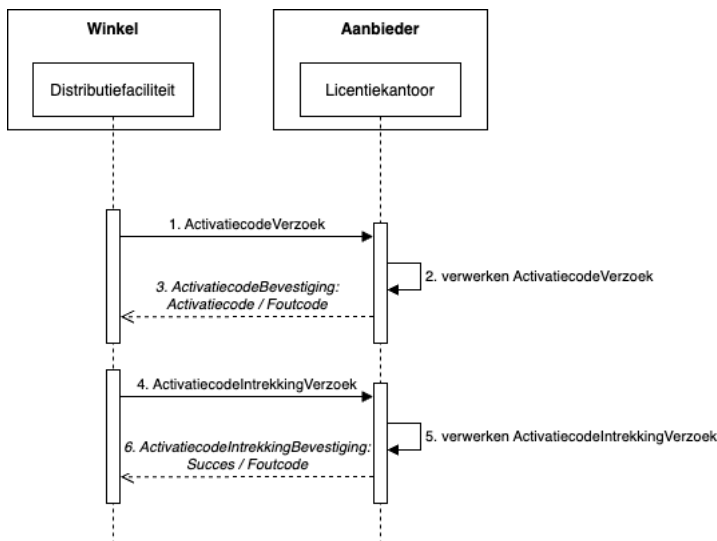 Winkel
Aanbieder
Distributiefaciliteit
Licentiekantoor
1. ActivatiecodeVerzoek
2. verwerken ActivatiecodeVerzoek
3. ActivatiecodeBevestiging:
Activatiecode / Foutcode
4. ActivatiecodeIntrekkingVerzoek
5. verwerken ActivatiecodeIntrekkingVerzoek
6. ActivatiecodeIntrekkingBevestiging:
Succes / Foutcode